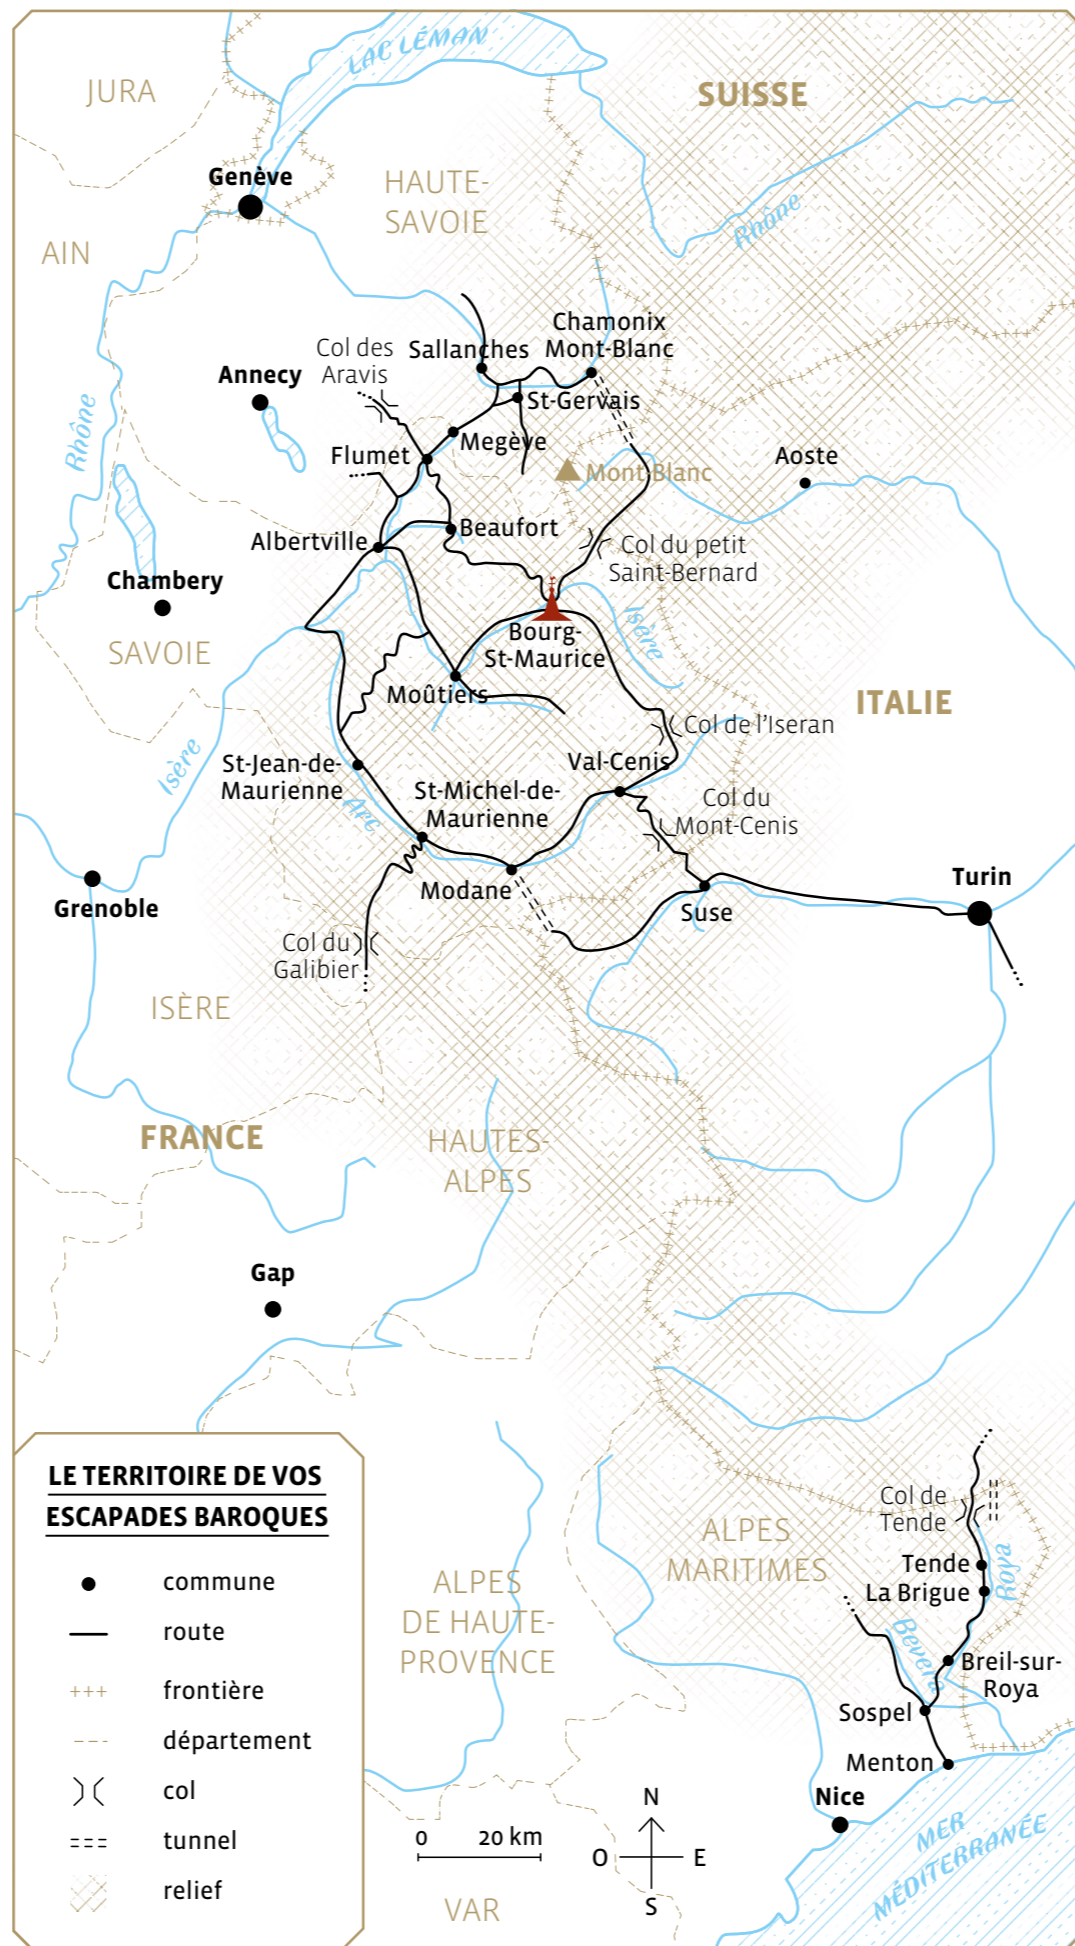 LAC LÉMAN
JURA
SUISSE
Genève
HAUTE-
SAVOIE
Rhône
AIN
Chamonix
Mont-Blanc
Col des
Aravis
Sallanches
Annecy
St-Gervais
Rhône
Megève
Flumet
Mont-Blanc
Aoste
Beaufort
Albertville
Col du petit
Saint-Bernard
Chambery
Isère
Bourg-
St-Maurice
SAVOIE
Moûtiers
ITALIE
Col de l'Iseran
Isère
St-Jean-de-
Maurienne
Val-Cenis
Arc
St-Michel-de-
Maurienne
Col du
Mont-Cenis
Grenoble
Modane
Suse
Turin
Col du
Galibier
ISÈRE
FRANCE
HAUTES-
ALPES
Gap
LE TERRITOIRE DE VOS
ESCAPADES BAROQUES
commune
route
frontière
département
col
tunnel
relief
Col de
Tende
ALPES
MARITIMES
Tende
La Brigue
Roya
ALPES
DE HAUTE-
PROVENCE
Bevera
Breil-sur-
Roya
Sospel
Menton
Nice
MER
MÉDITERRANÉE
0 20 km
N
O E
S
VAR